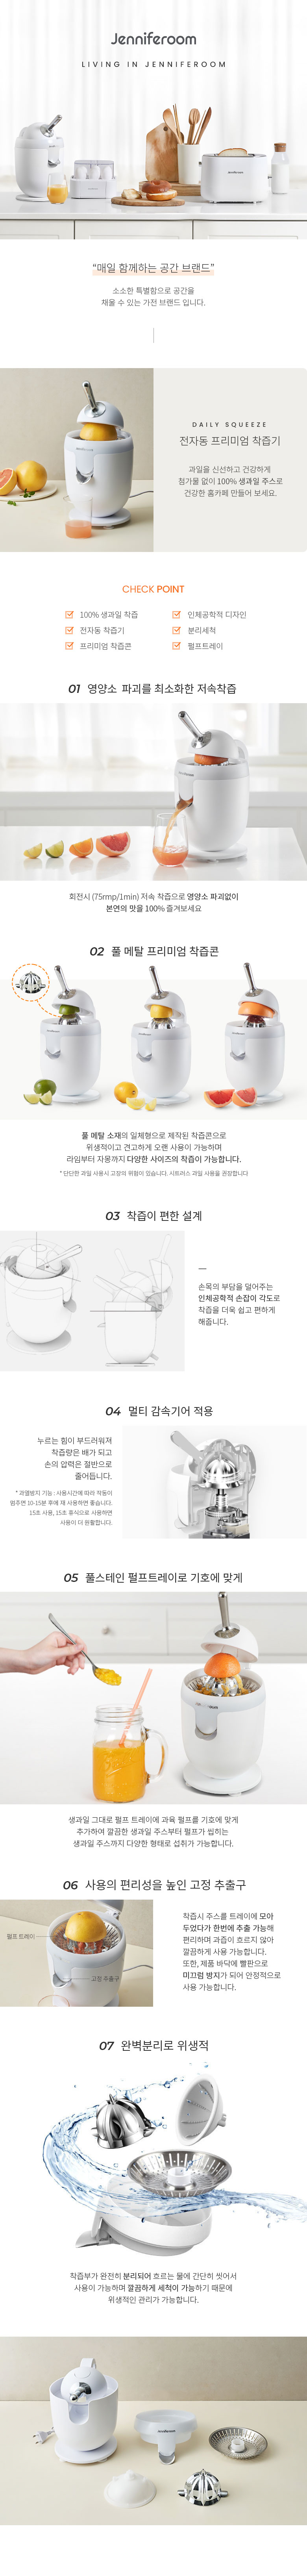 Jenniferoom
LIVING IN JENNIFEROOM
“매일 함께하는 공간 브랜드”
소소한 특별함으로 공간을
채울 수 있는 가전 브랜드 입니다.
DAILY SQUEEZE
전자동 프리미엄 착즙기
과일을 신선하고 건강하게
첨가물 없이 100% 생과일 주스로
건강한 홈카페 만들어 보세요.
CHECK POINT
100% 생과일 착즙
인체공학적 디자인
전자동 착즙기
분리세척
프리미엄 착즙콘
펄프트레이
01 영양소 파괴를 최소화한 저속착즙
회전시 (75rmp/1min) 저속 착즙으로 영양소 파괴없이
본연의 맛을 100% 즐겨보세요
02 풀 메탈 프리미엄 착즙콘
풀 메탈 소재의 일체형으로 제작된 착즙콘으로
위생적이고 견고하게 오랜 사용이 가능하며
라임부터 자몽까지 다양한 사이즈의 착즙이 가능합니다.
* 단단한 과일 사용시 고장의 위험이 있습니다. 시트러스 과일 사용을 권장합니다
03 착즙이 편한 설계
손목의 부담을 덜어주는
인체공학적 손잡이 각도로
착즙을 더욱 쉽고 편하게
해줍니다.
04 멀티 감속기어 적용
누르는 힘이 부드러워져
착즙량은 배가 되고
손의 압력은 절반으로
줄어듭니다.
* 과열방지 기능 : 사용시간에 따라 작동이
멈추면 10-15분 후에 재 사용하면 좋습니다.
15초 사용, 15초 휴식으로 사용하면
사용이 더 원활합니다.
05 풀스테인 펄프트레이로 기호에 맞게
생과일 그대로 펄프 트레이에 과육 펄프를 기호에 맞게
추가하여 깔끔한 생과일 주스부터 펄프가 씹히는
생과일 주스까지 다양한 형태로 섭취가 가능합니다.
06 사용의 편리성을 높인 고정 추출구
펄프 트레이
고정 추출구
착즙시 주스를 트레이에 모아
두었다가 한번에 추출 가능해
편리하며 과즙이 흐르지 않아
깔끔하게 사용 가능합니다.
또한, 제품 바닥에 빨판으로
미끄럼 방지가 되어 안정적으로
사용 가능합니다.
07 완벽분리로 위생적
착즙부가 완전히 분리되어 흐르는 물에 간단히 씻어서
사용이 가능하며 깔끔하게 세척이 가능하기 때문에
위생적인 관리가 가능합니다.
Jenniferoom